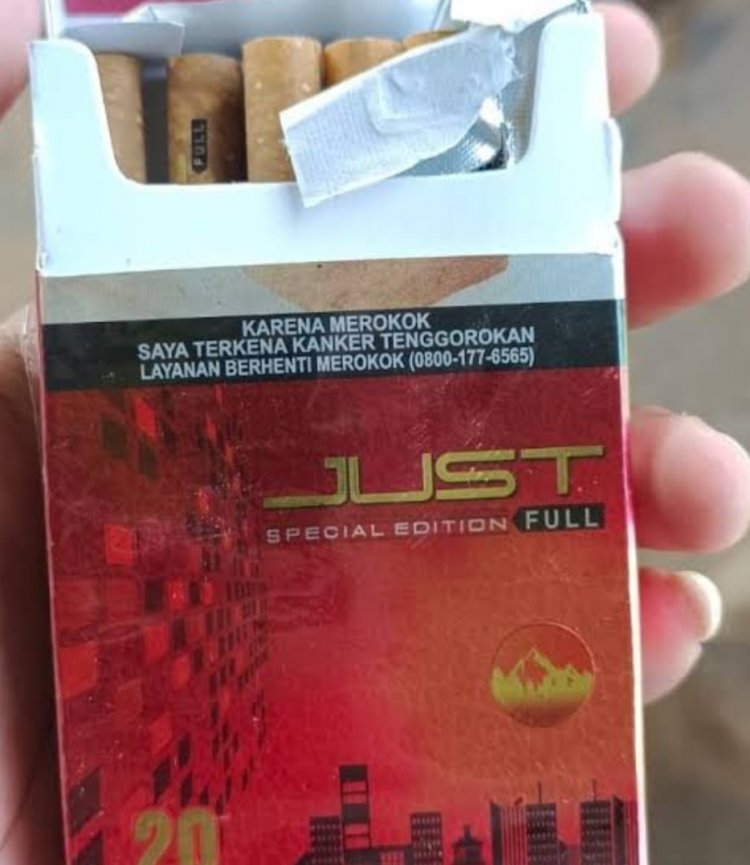 FULL
KARENA MEROKOK
SAYA TERKENA KANKER TENGGOROKAN
LAYANAN BERHENTI MEROKOK (0800-177-6565)
JUST
SPECIAL EDITION FULL
20